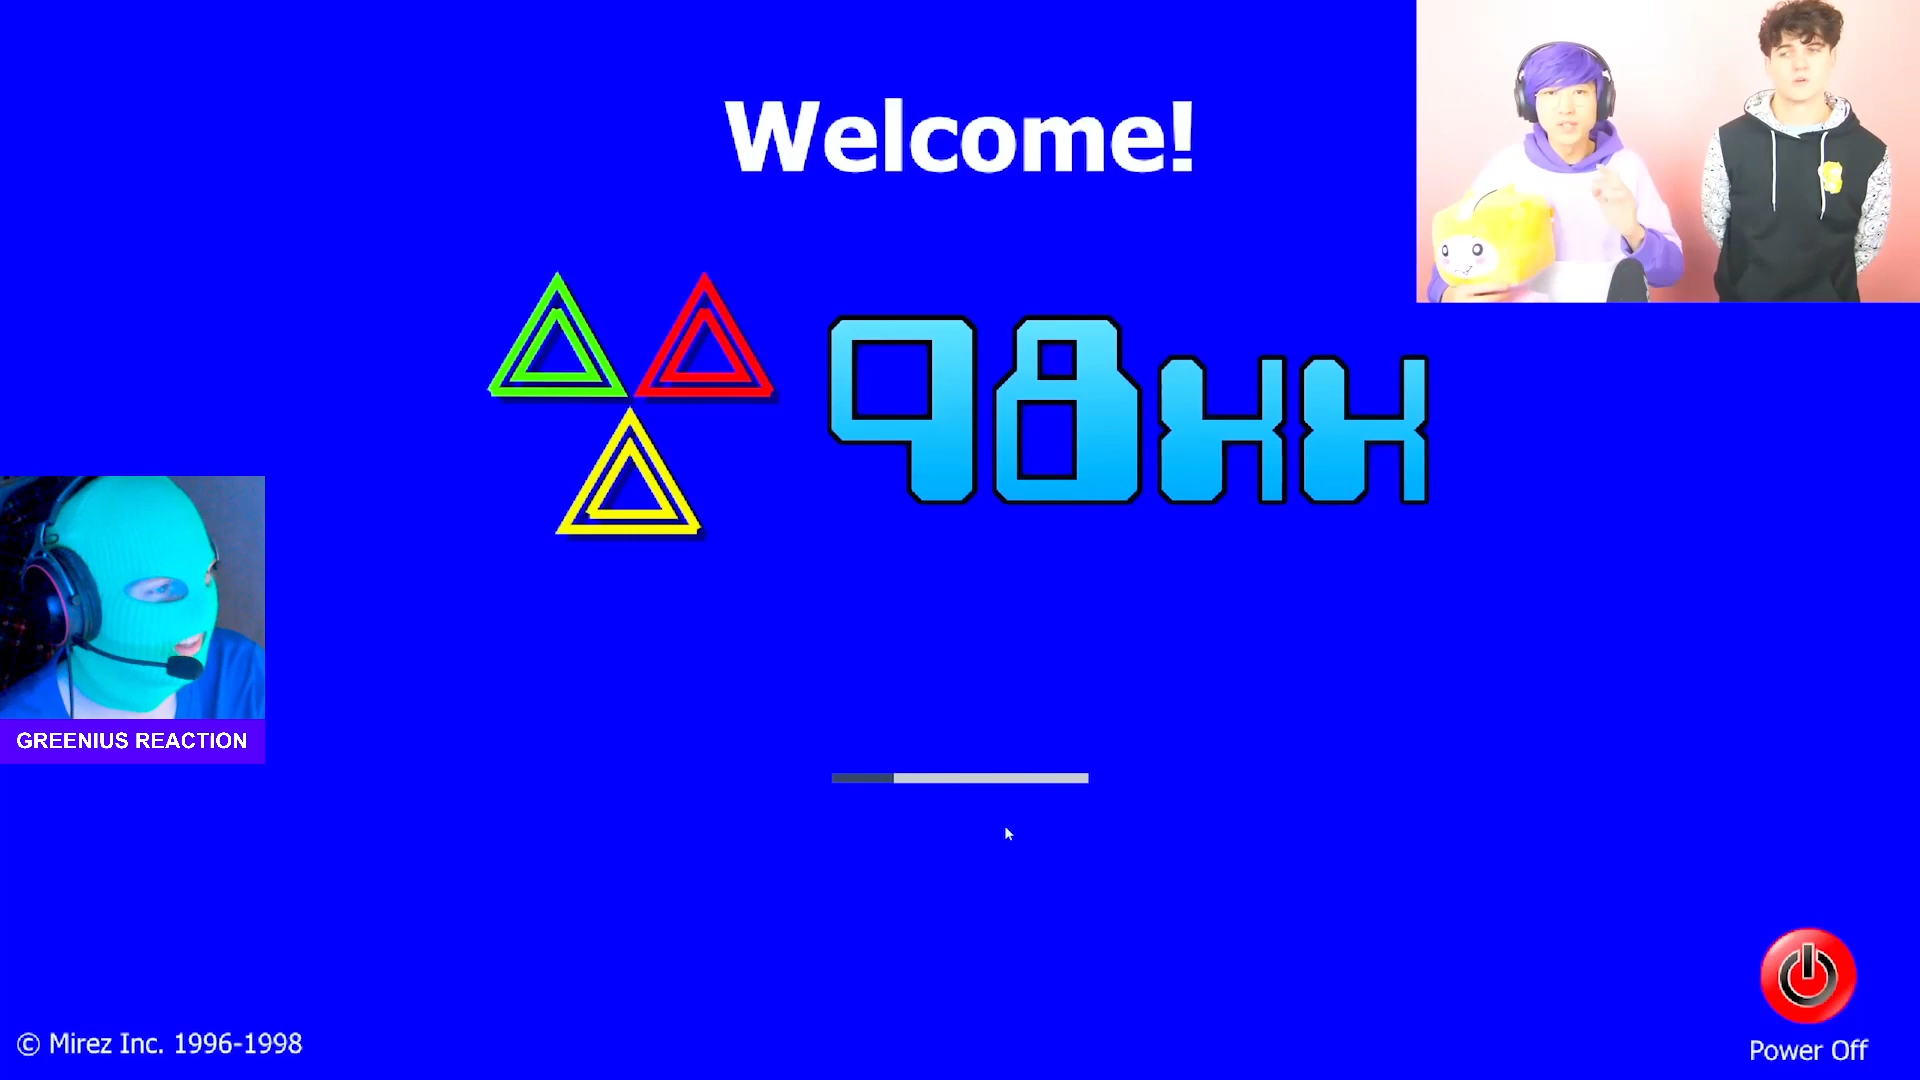 Welcome!
98xx
GREENIUS REACTION
© Mirez Inc. 1996-1998
Power Off